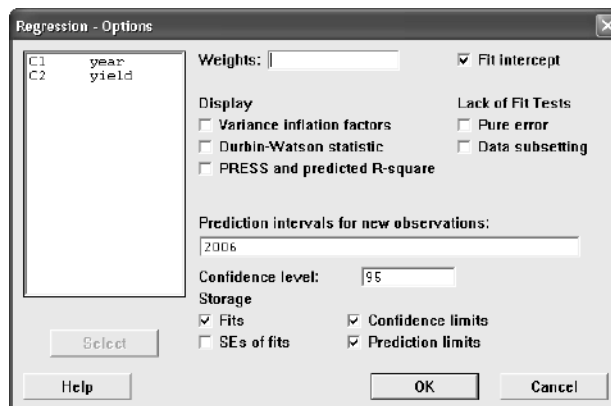 Regression - Options
C1 year
C2 yield
Weights:
Fit intercept
Display
Variance inflation factors
Durbin-Watson statistic
PRESS and predicted R-square
Lack of Fit Tests
Pure error
Data subsetting
Prediction intervals for new observations:
2006
Confidence level: 95
Storage
Fits
SEs of fits
Confidence limits
Prediction limits
Select
Help
OK
Cancel